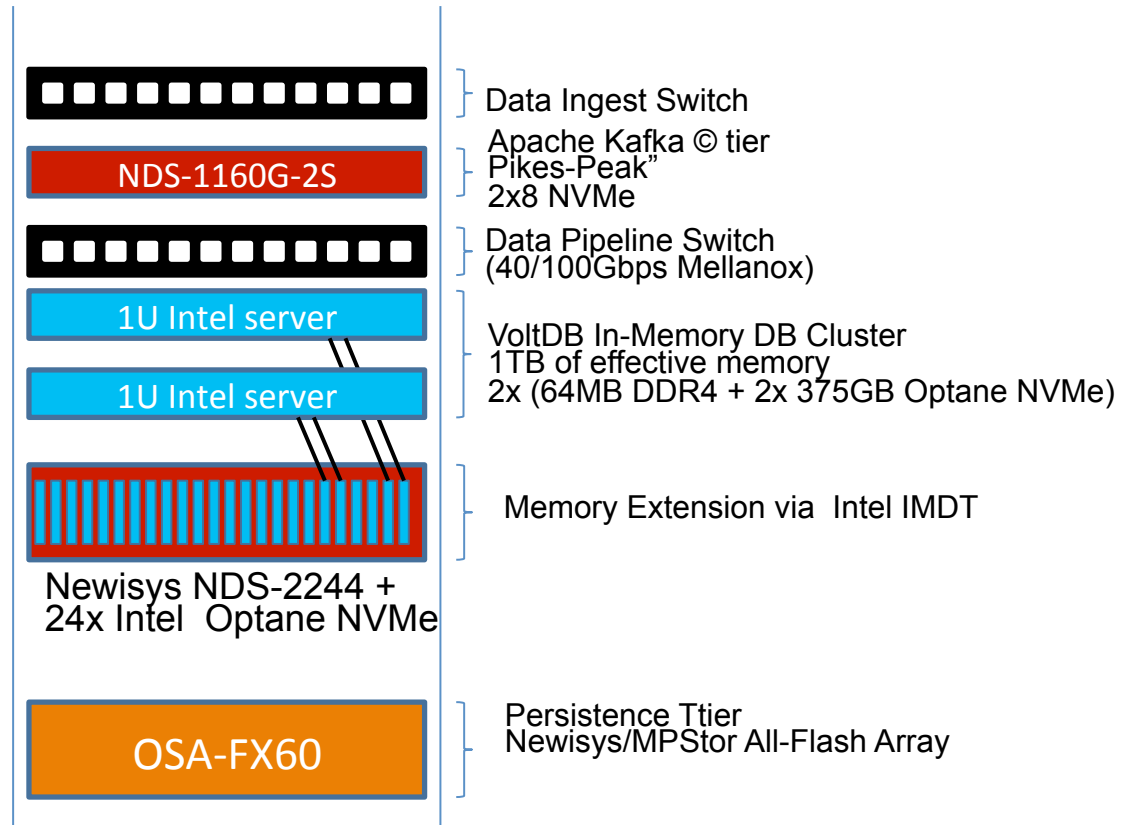 Data Ingest Switch
NDS-1160G-2S
Apache Kafka © tier
Pikes-Peak”
2x8 NVMe
Data Pipeline Switch
(40/100Gbps Mellanox)
1U Intel server
1U Intel server
VoltDB In-Memory DB Cluster
1TB of effective memory
2x (64MB DDR4 + 2x 375GB Optane NVMe)
Memory Extension via Intel IMDT
Newisys NDS-2244 +
24x Intel Optane NVMe
OSA-FX60
Persistence Ttier
Newisys/MPStor All-Flash Array